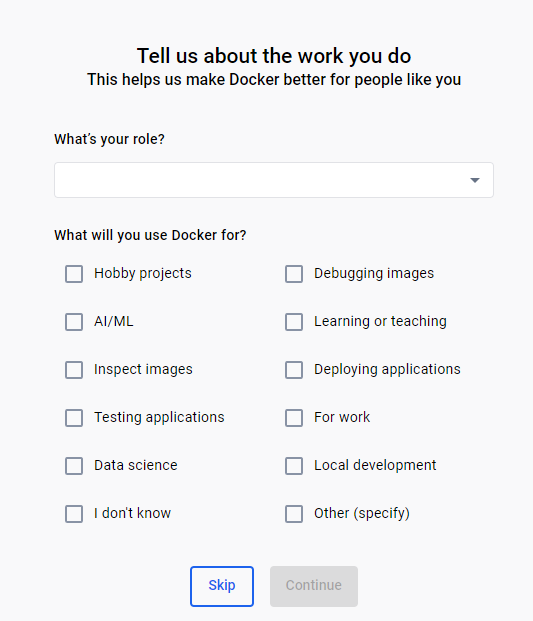 Tell us about the work you do
This helps us make Docker better for people like you
What's your role?
What will you use Docker for?
Hobby projects
Debugging images
AI/ML
Learning or teaching
Inspect images
Deploying applications
Testing applications
For work
Data science
Local development
I don't know
Other (specify)
Skip
Continue